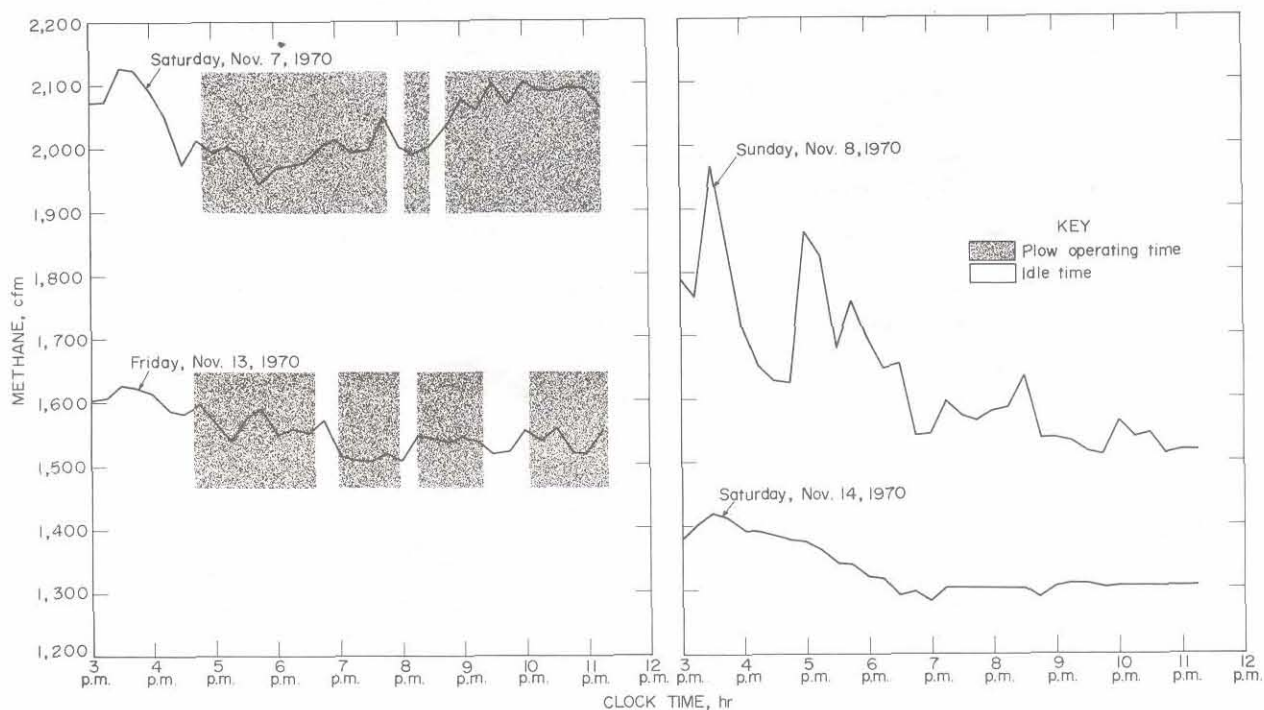 2,200
2,100
2,000
1,900
1,800
1,700
1,600
1,500
1,400
1,300
1,200
METHANE, cfm
Saturday, Nov. 7, 1970
Friday, Nov. 13, 1970
Sunday, Nov. 8, 1970
KEY
Plow operating time
Idle time
Saturday, Nov. 14, 1970
3 4 5 6 7 8 9 10 11 12
p.m. p.m. p.m. p.m. p.m. p.m. p.m. p.m. p.m. p.m.
3 4 5 6 7 8 9 10 11 12
p.m. p.m p.m. p.m. p.m. p.m. p.m. p.m. p.m. p.m.
CLOCK TIME, hr